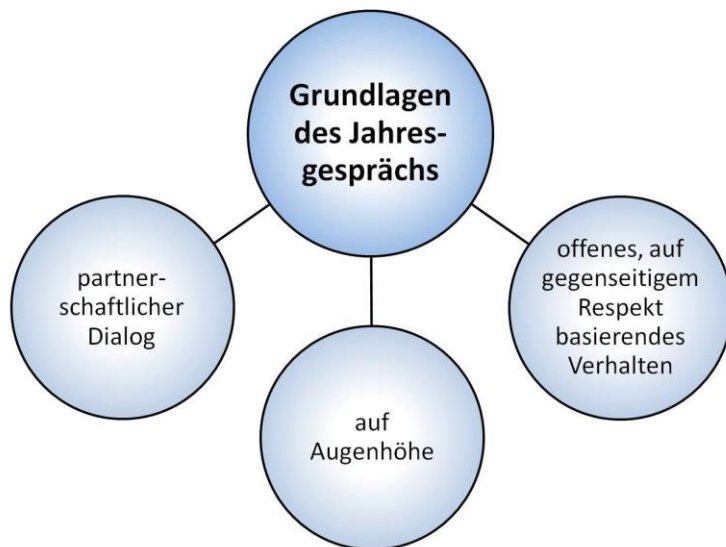 Grundlagen
des Jahres-
gesprächs
partner-
schaftlicher
Dialog
auf
Augenhöhe
offenes, auf
gegenseitigem
Respekt
basierendes
Verhalten